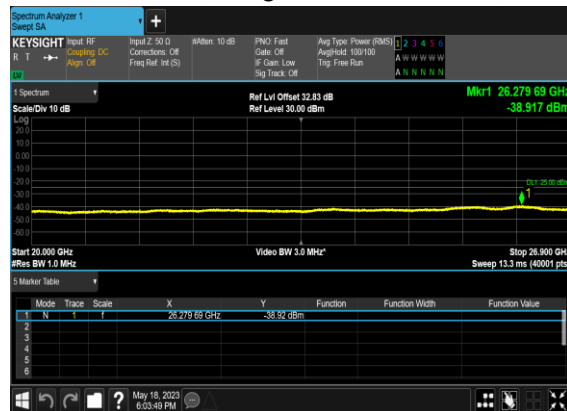 Spectrum Analyzer 1
Swept SA
+
KEYSIGHT Input: RF Input Z: 50 Ω #Atten: 10 dB PNO: Fast Avg Type: Power (RMS) 1 2 3 4 5 6
R T Coupling: DC Corrections: Off Gate: Off Avg|Hold: 100/100 A W W W W W
Align: Off Freq Ref: Int (S) IF Gain: Low Trig: Free Run
LXI Sig Track: Off A N N N N N
1 Spectrum Ref Lvl Offset 32.83 dB Mkr1 26.279 69 GHz
Scale/Div 10 dB Ref Level 30.00 dBm -38.917 dBm
Log
20.0
10.0
0.00
-10.0
-20.0
DL1 -25.00 dBm
-30.0
1
-40.0
-50.0
-60.0
Start 20.000 GHz Video BW 3.0 MHz* Stop 26.900 GHz
#Res BW 1.0 MHz Sweep 13.3 ms (40001 pts)
5 Marker Table
Mode Trace Scale X Y Function Function Width Function Value
1 N 1 f 26.279 69 GHz -38.92 dBm
2
3
4
5
6
? May 18, 2023
6:03:49 PM